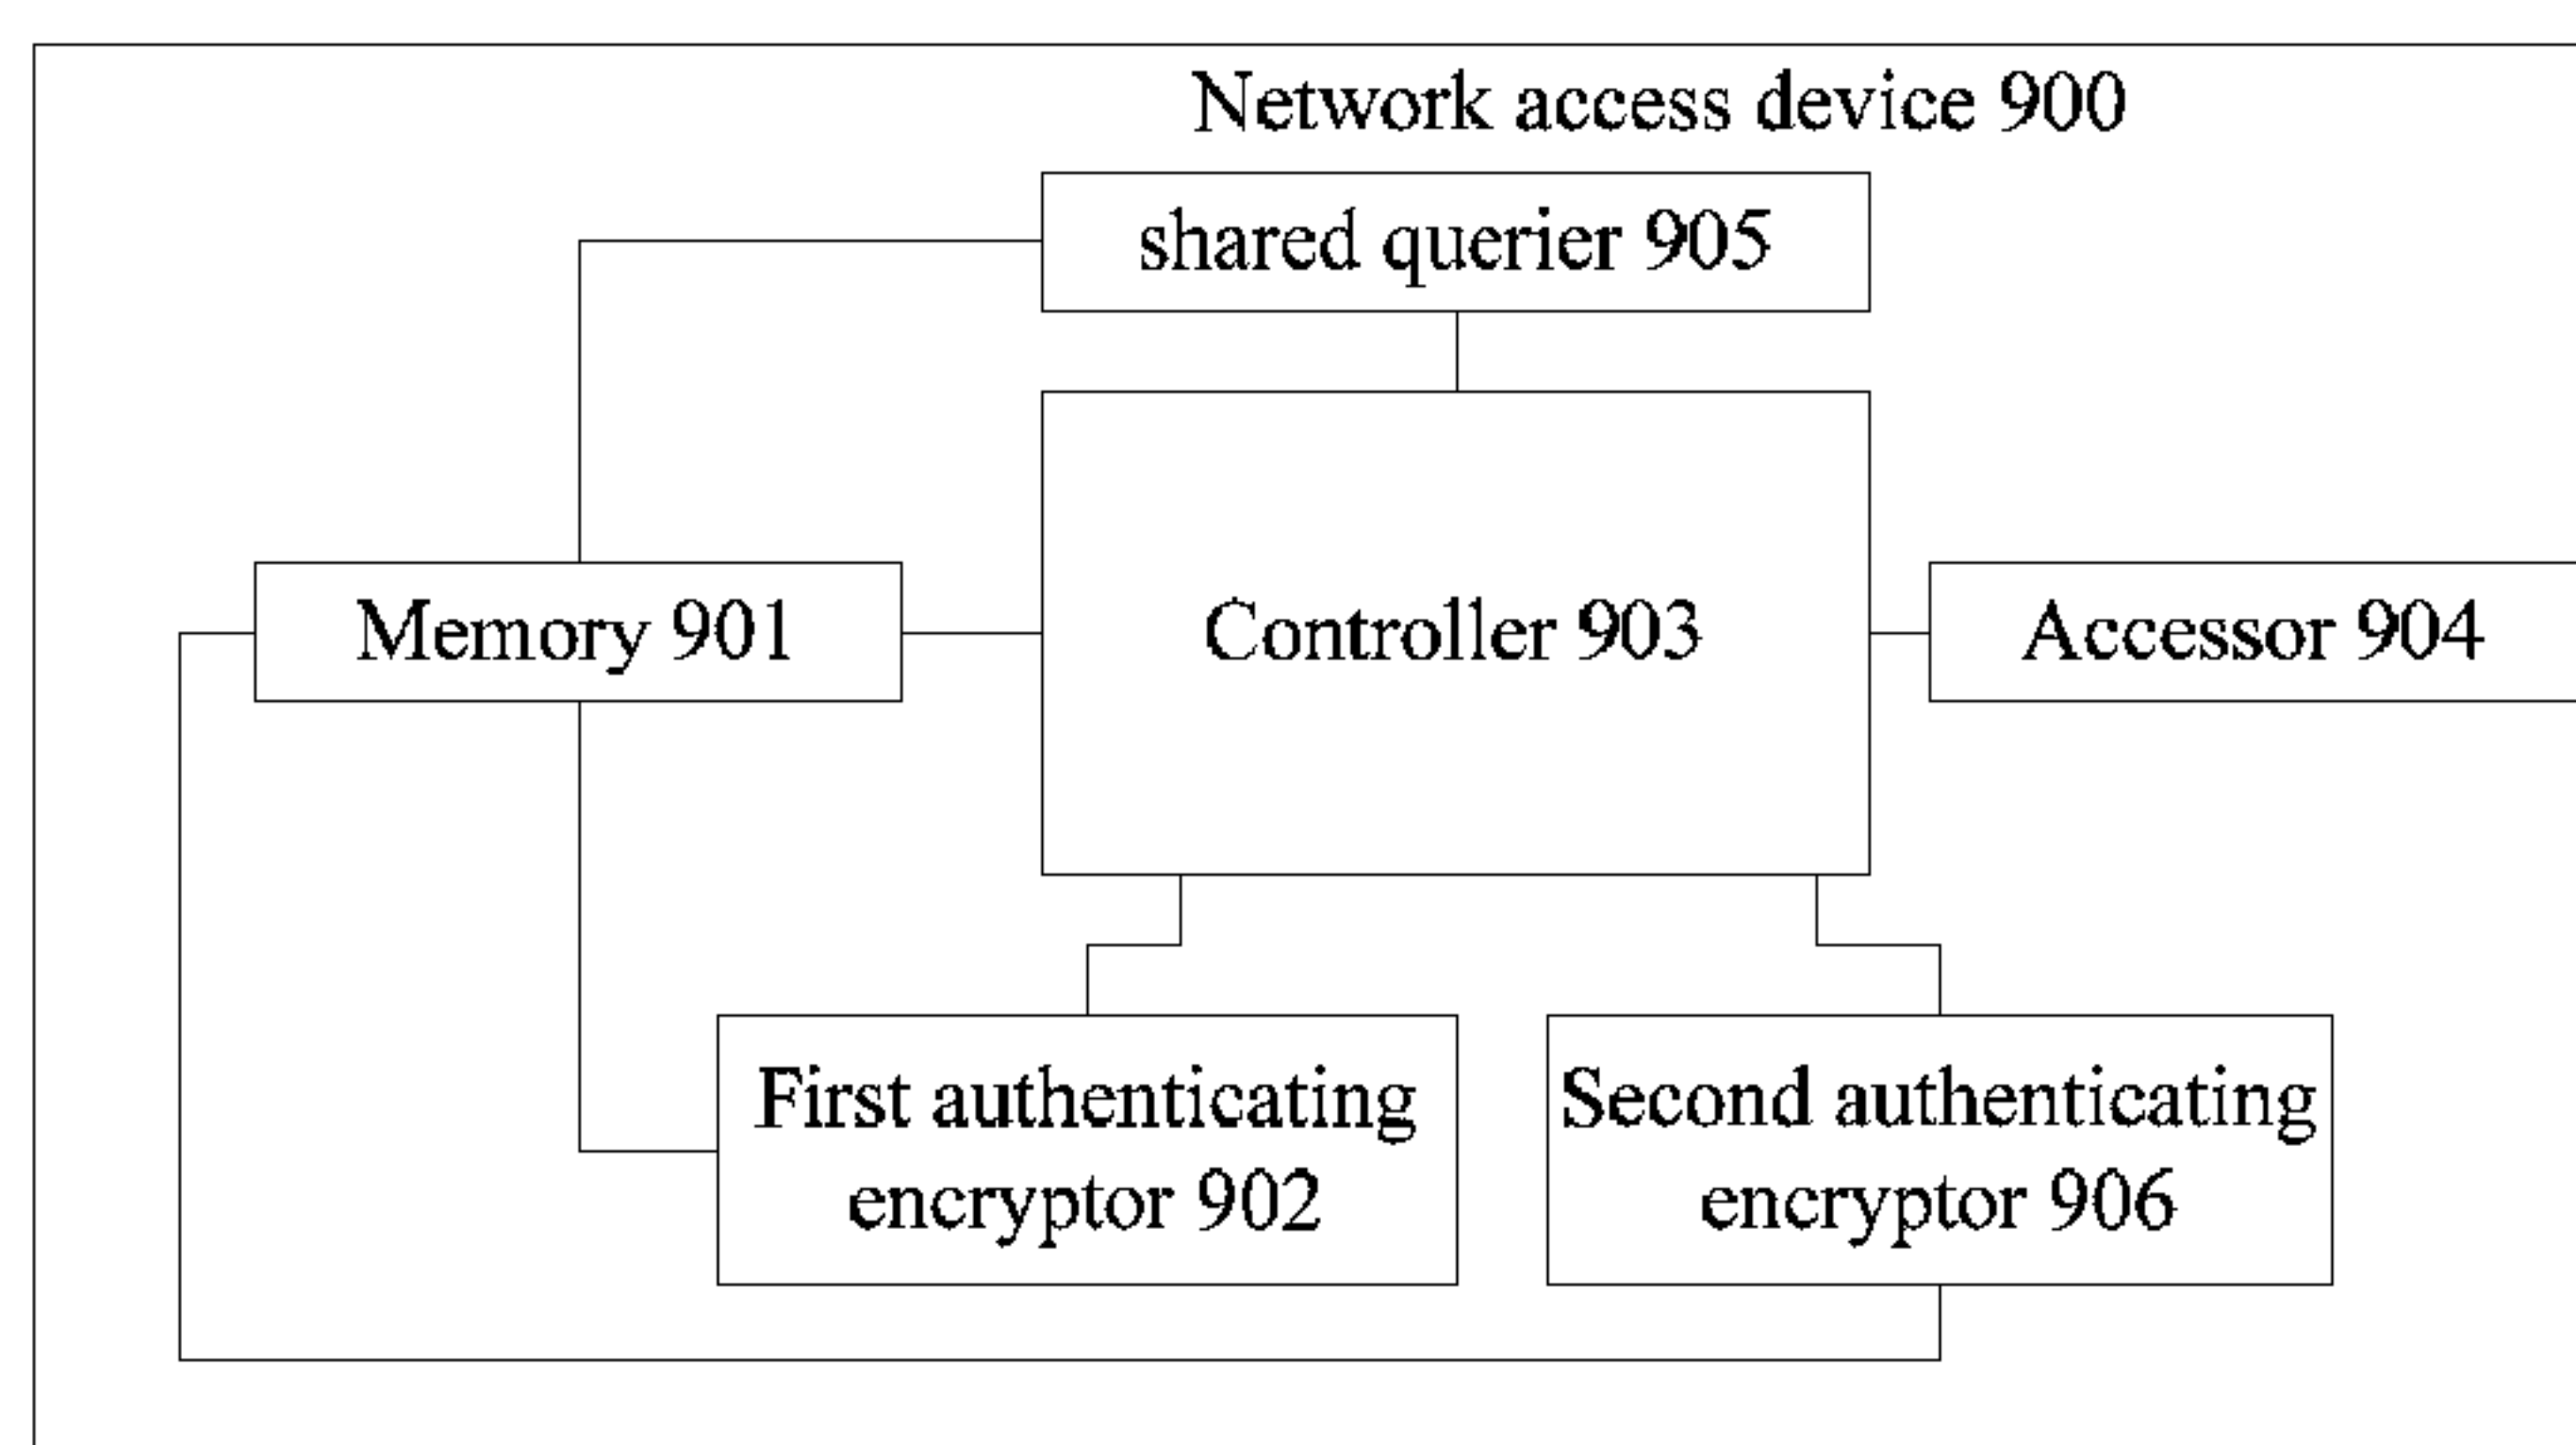 Network access device 900
shared querier 905
Memory 901
Controller 903
Accessor 904
First authenticating
encryptor 902
Second authenticating
encryptor 906